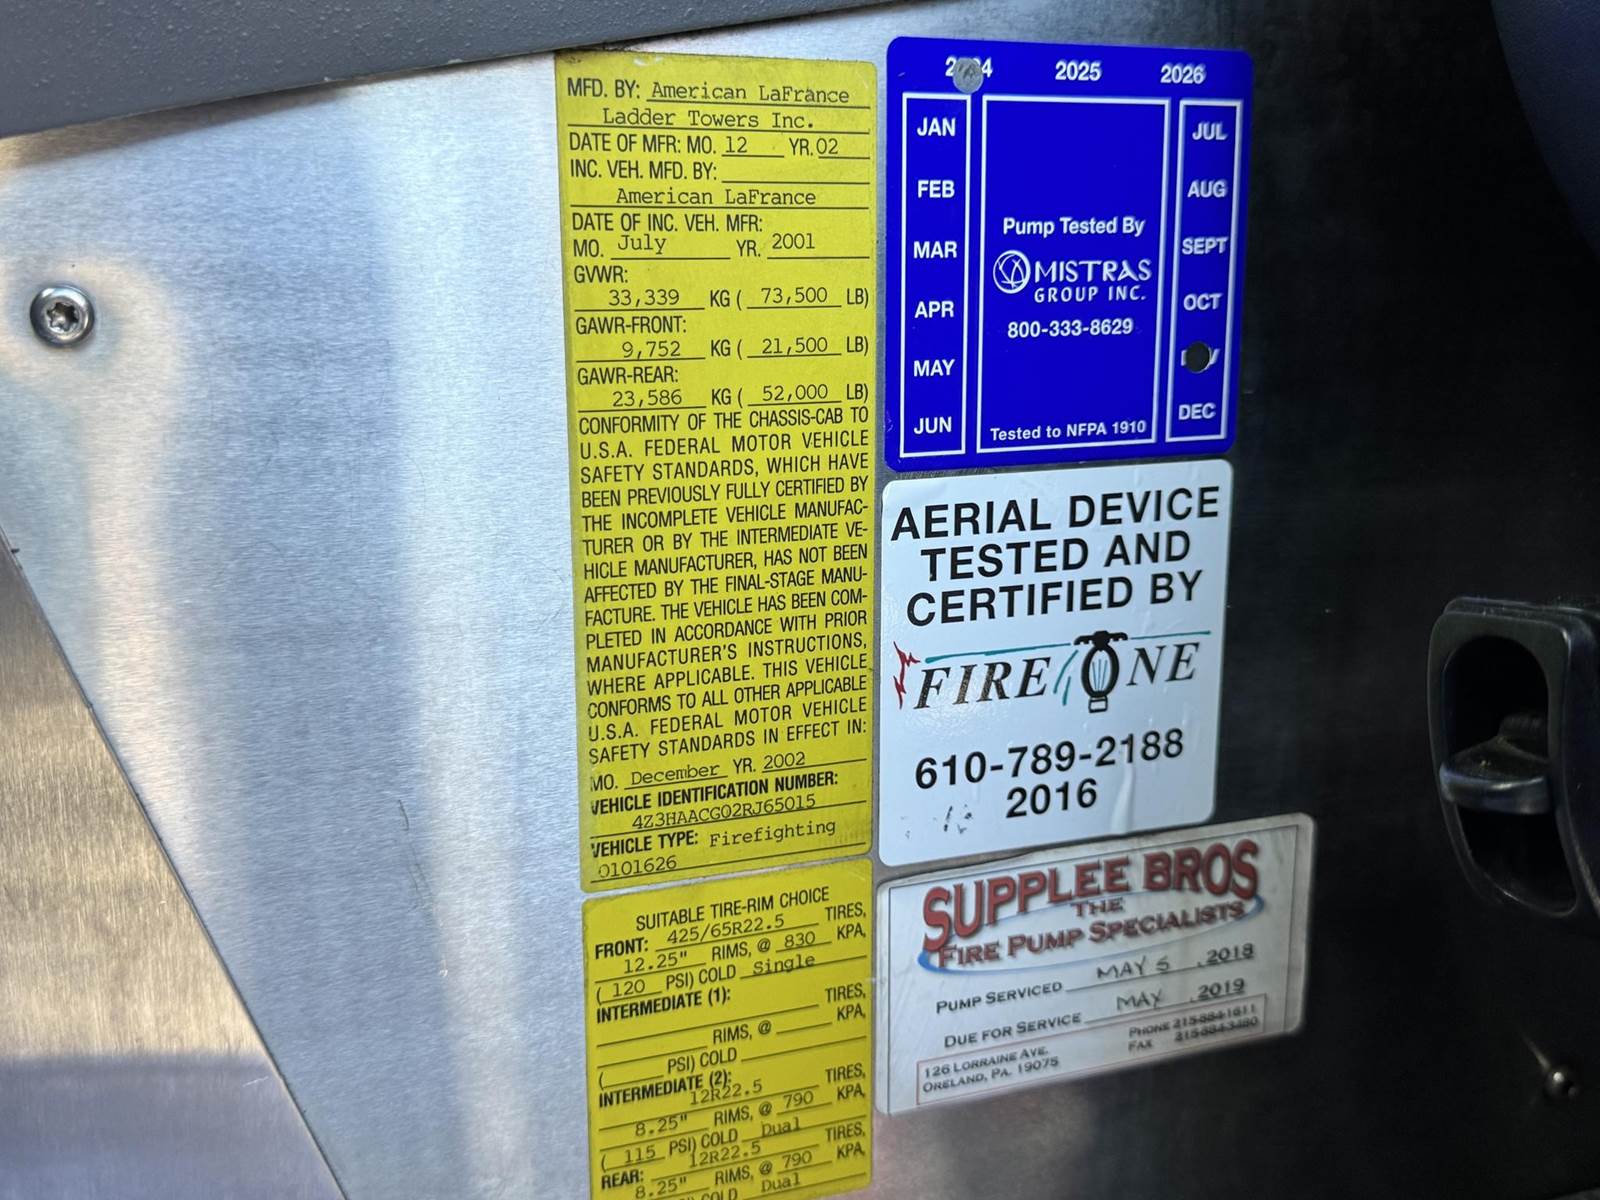 MFD. BY: American LaFrance
Ladder Towers Inc.
DATE OF MFR: MO. 12 YR. 02
INC. VEH. MFD. BY:
American LaFrance
DATE OF INC. VEH. MFR:
MO. July YR. 2001
GVWR:
33,339 KG ( 73,500 LB)
GAWR-FRONT:
9,752 KG ( 21,500 LB)
GAWR-REAR:
23,586 KG ( 52,000 LB)
CONFORMITY OF THE CHASSIS-CAB TO
U.S.A. FEDERAL MOTOR VEHICLE
SAFETY STANDARDS, WHICH HAVE
BEEN PREVIOUSLY FULLY CERTIFIED BY
THE INCOMPLETE VEHICLE MANUFAC-
TURER OR BY THE INTERMEDIATE VE-
HICLE MANUFACTURER, HAS NOT BEEN
AFFECTED BY THE FINAL-STAGE MANU-
FACTURE. THE VEHICLE HAS BEEN COM-
PLETED IN ACCORDANCE WITH PRIOR
MANUFACTURER'S INSTRUCTIONS,
WHERE APPLICABLE. THIS VEHICLE
CONFORMS TO ALL OTHER APPLICABLE
U.S.A. FEDERAL MOTOR VEHICLE
SAFETY STANDARDS IN EFFECT IN:
MO. December YR. 2002
VEHICLE IDENTIFICATION NUMBER:
4Z3HAACG02RJ65015
VEHICLE TYPE: Firefighting
0101626
SUITABLE TIRE-RIM CHOICE
FRONT: 425/65R22.5 TIRES,
12.25" RIMS, @ 830 KPA,
( 120 PSI) COLD Single
INTERMEDIATE (1): TIRES,
RIMS, @ KPA,
( PSI) COLD
INTERMEDIATE (2): 12R22.5 TIRES,
8.25" RIMS, @ 790 KPA,
( 115 PSI) COLD Dual
REAR: 12R22.5 TIRES,
8.25" RIMS, @ 790 KPA,
PSI) COLD Dual
2024 2025 2026
JAN
FEB
MAR
APR
MAY
JUN
Pump Tested By
MISTRAS
GROUP INC.
800-333-8629
Tested to NFPA 1910
JUL
AUG
SEPT
OCT
DEC
AERIAL DEVICE
TESTED AND
CERTIFIED BY
FIRE ONE
610-789-2188
2016
SUPPLEE BROS
THE
FIRE PUMP SPECIALISTS
PUMP SERVICED MAY 5 , 2018
DUE FOR SERVICE MAY , 2019
126 LORRAINE AVE. PHONE 215-884-1611
ORELAND, PA. 19075 FAX 215-884-3480